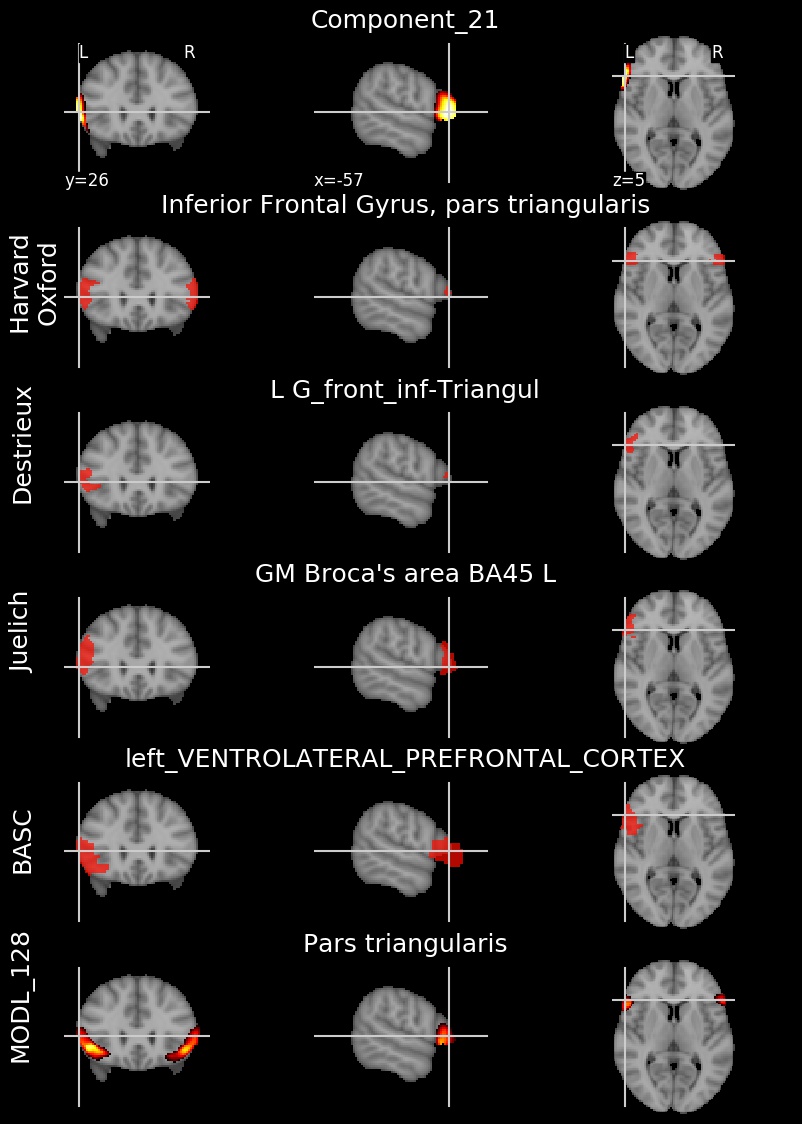 Component_21
L R L R
y=26 x=-57 z=5
Inferior Frontal Gyrus, pars triangularis
Harvard
Oxford
L G_front_inf-Triangul
Destrieux
GM Broca's area BA45 L
Juelich
left_VENTROLATERAL_PREFRONTAL_CORTEX
BASC
Pars triangularis
MODL_128